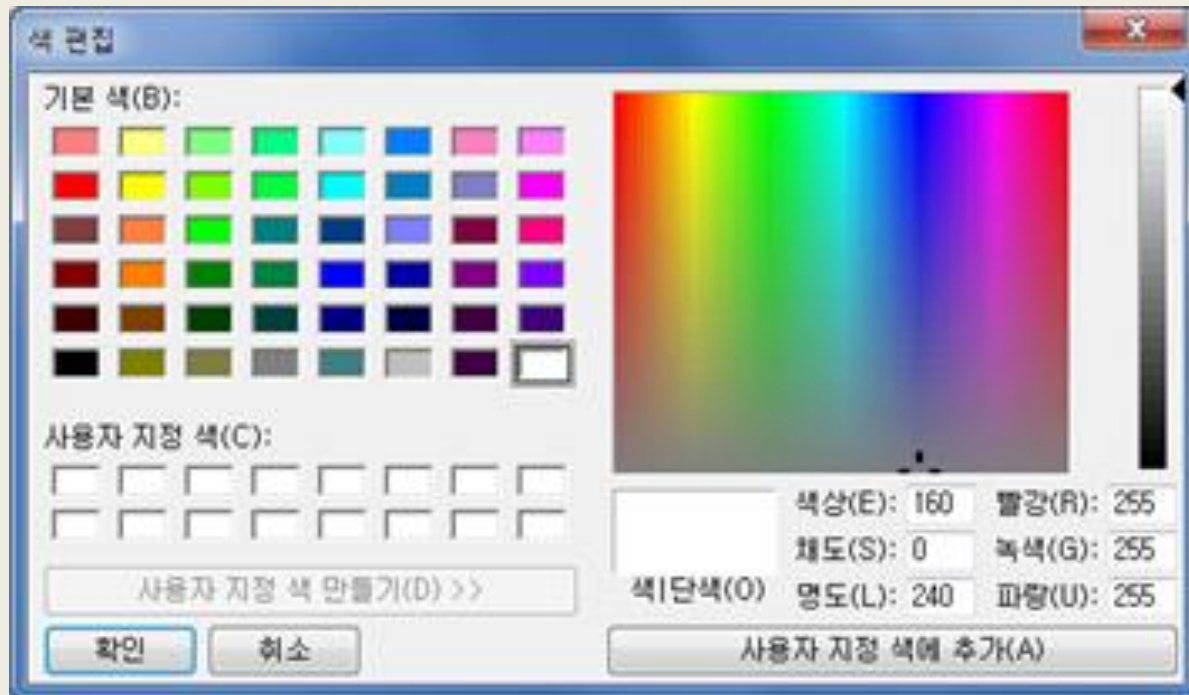 색 편집
기본 색(B):
사용자 지정 색(C):
사용자 지정 색 만들기(D) >>
확인 취소
색상(E): 160 빨강(R): 255
채도(S): 0 녹색(G): 255
색|단색(O) 명도(L): 240 파랑(U): 255
사용자 지정 색에 추가(A)